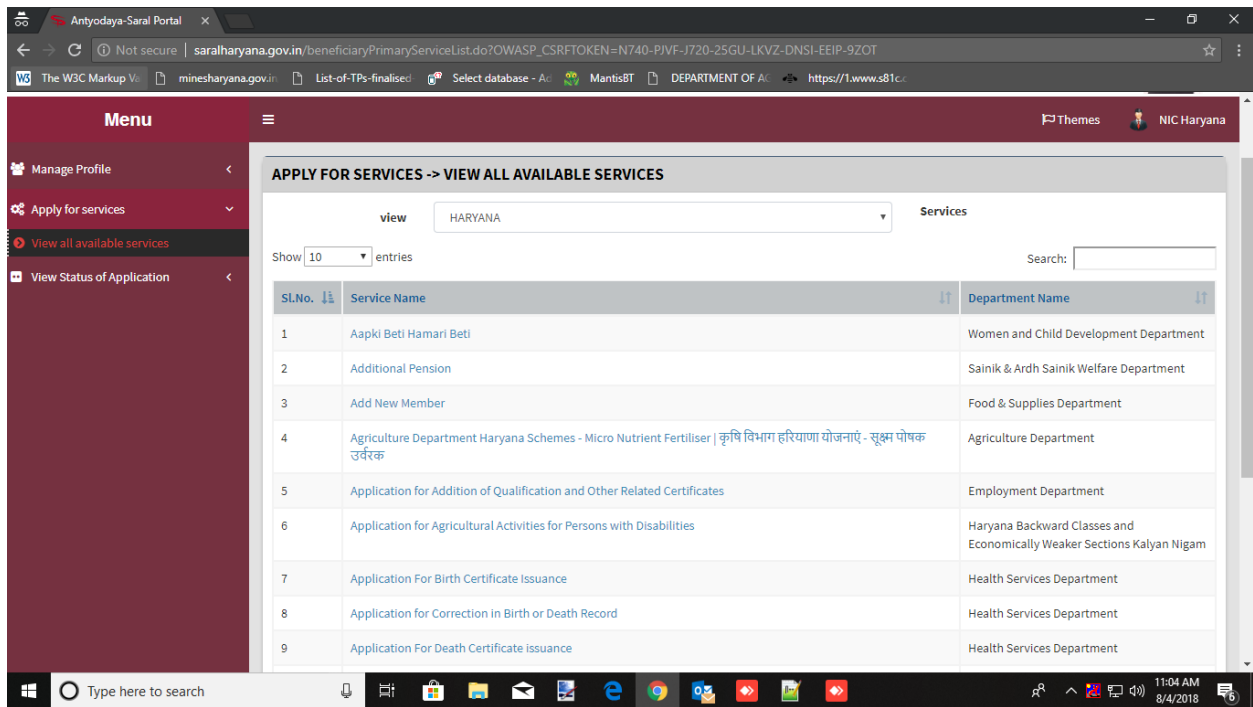 Antyodaya-Saral Portal
Not secure | saralharyana.gov.in/beneficiaryPrimaryServiceList.do?OWASP_CSRFTOKEN=N740-PJVF-J720-25GU-LKVZ-DNSI-EEIP-9ZOT
W3 The W3C Markup Va minesharyana.gov.in List-of-TPs-finalised Select database - Ad MantisBT DEPARTMENT OF AG https://1.www.s81c.c
Menu
Themes NIC Haryana
Manage Profile
Apply for services
View all available services
View Status of Application
APPLY FOR SERVICES -> VIEW ALL AVAILABLE SERVICES
view HARYANA Services
Show 10 entries Search:
Sl.No. Service Name Department Name
1 Aapki Beti Hamari Beti Women and Child Development Department
2 Additional Pension Sainik & Ardh Sainik Welfare Department
3 Add New Member Food & Supplies Department
4 Agriculture Department Haryana Schemes - Micro Nutrient Fertiliser | कृषि विभाग हरियाणा योजनाएं - सूक्ष्म पोषक Agriculture Department
उर्वरक
5 Application for Addition of Qualification and Other Related Certificates Employment Department
6 Application for Agricultural Activities for Persons with Disabilities Haryana Backward Classes and
Economically Weaker Sections Kalyan Nigam
7 Application For Birth Certificate Issuance Health Services Department
8 Application for Correction in Birth or Death Record Health Services Department
9 Application For Death Certificate issuance Health Services Department
Type here to search
11:04 AM
8/4/2018
6